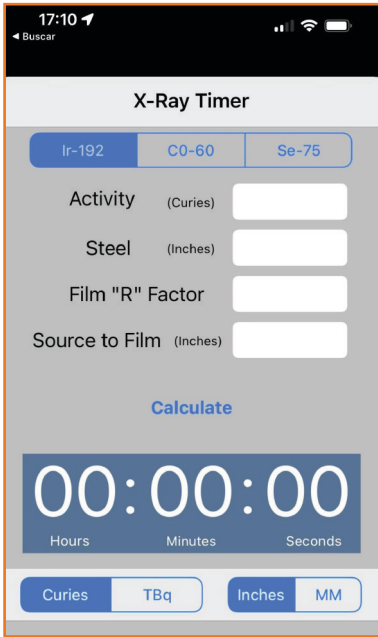 17:10
◀ Buscar
X-Ray Timer
Ir-192 C0-60 Se-75
Activity (Curies)
Steel (Inches)
Film "R" Factor
Source to Film (Inches)
Calculate
00:00:00
Hours Minutes Seconds
Curies TBq Inches MM